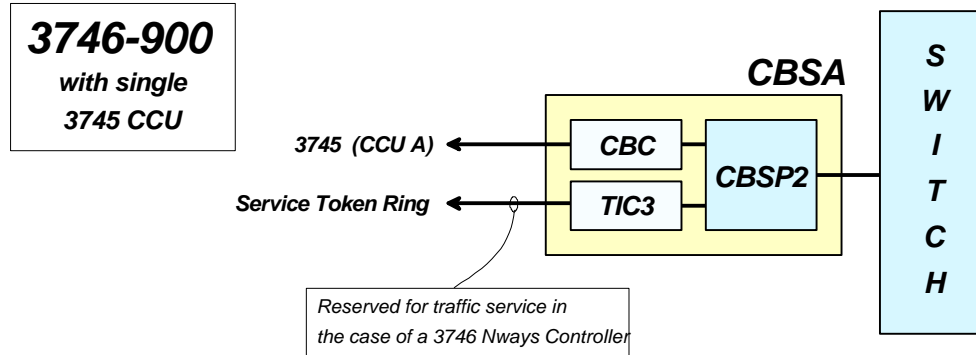 3746-900
with single
3745 CCU
CBSA
3745 (CCU A)
CBC
CBSP2
Service Token Ring
TIC3
Reserved for traffic service in
the case of a 3746 Nways Controller
S
W
I
T
C
H